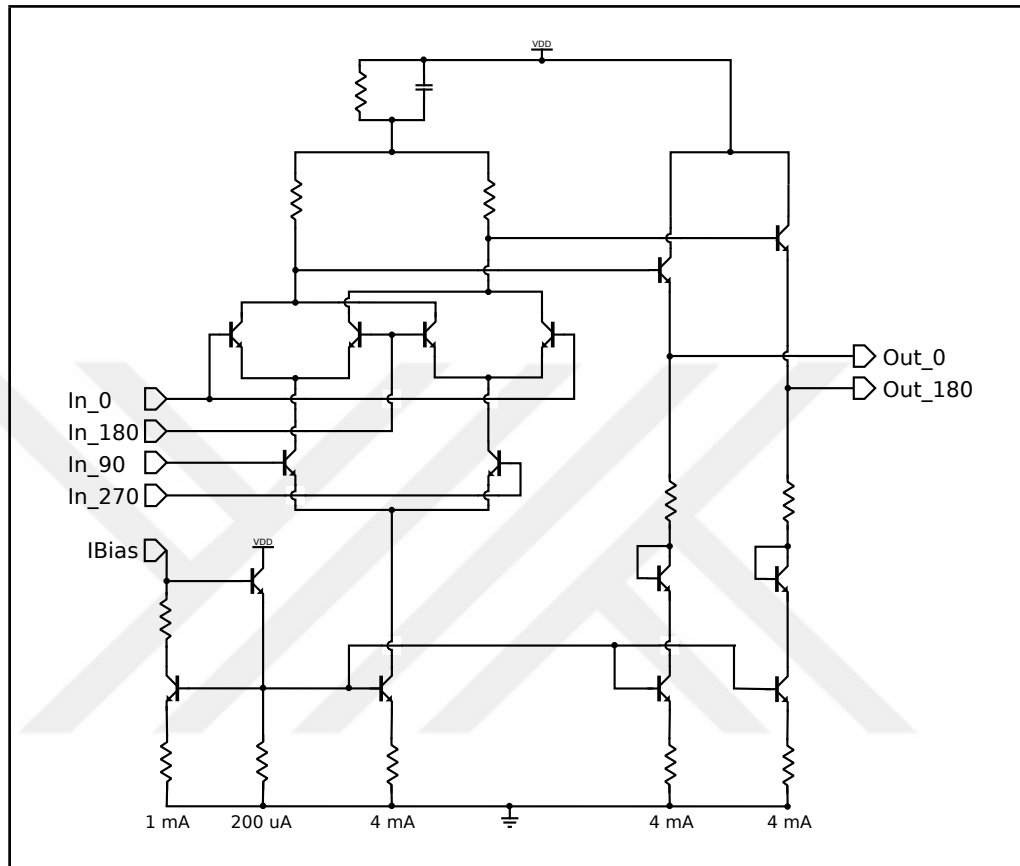 VDD
Out_0
Out_180
In_0
In_180
In_90
In_270
IBias
VDD
1 mA
200 uA
4 mA
4 mA
4 mA